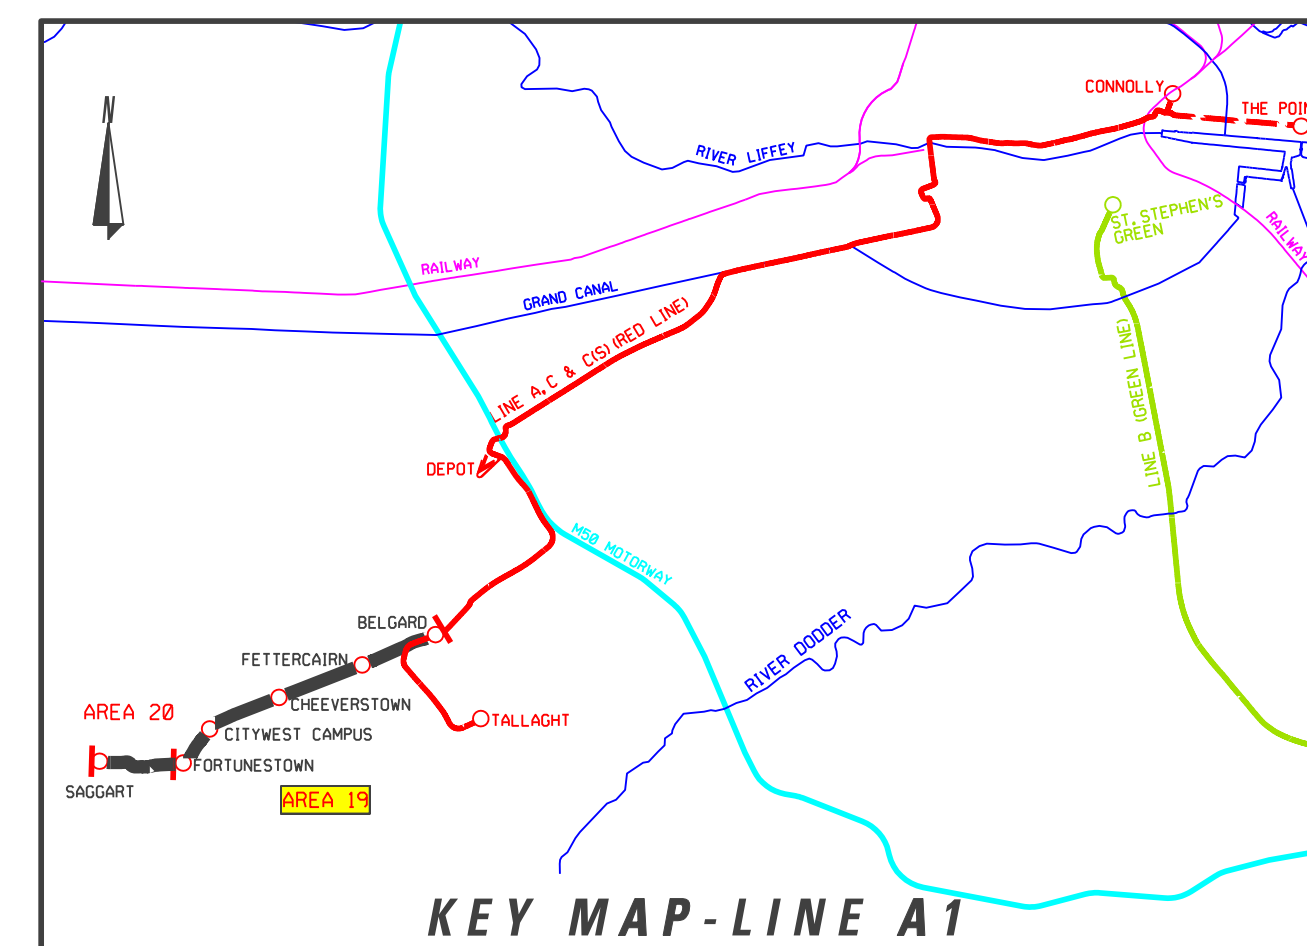 N
CONNOLLY
THE POIN
RIVER LIFFEY
ST.STEPHEN'S
GREEN
RAILWAY
RAILWAY
GRAND CANAL
LINE A,C & C(S)(RED LINE)
LINE B (GREEN LINE)
DEPOT
M50 MOTORWAY
BELGARD
RIVER DODDER
FETTERCAIRN
CHEEVERSTOWN
AREA 20
TALLAGHT
CITYWEST CAMPUS
FORTUNESTOWN
SAGGART
AREA 19
KEY MAP-LINE A1